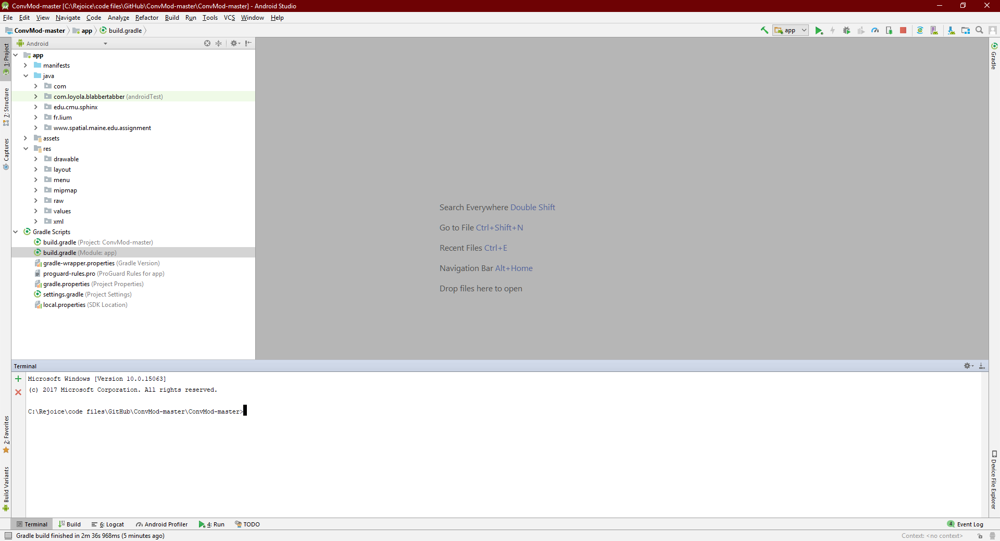 ConvMod-master [C:\Rejoice\code files\GitHub\ConvMod-master\ConvMod-master] - Android Studio
File Edit View Navigate Code Analyze Refactor Build Run Tools VCS Window Help
ConvMod-master app build.gradle
app
Android
1: Project
7: Structure
Captures
2: Favorites
Build Variants
app
manifests
java
com
com.loyola.blabbertabber (androidTest)
edu.cmu.sphinx
fr.lium
www.spatial.maine.edu.assignment
assets
res
drawable
layout
menu
mipmap
raw
values
xml
Gradle Scripts
build.gradle (Project: ConvMod-master)
build.gradle (Module: app)
gradle-wrapper.properties (Gradle Version)
proguard-rules.pro (ProGuard Rules for app)
gradle.properties (Project Properties)
settings.gradle (Project Settings)
local.properties (SDK Location)
Search Everywhere Double Shift
Go to File Ctrl+Shift+N
Recent Files Ctrl+E
Navigation Bar Alt+Home
Drop files here to open
Gradle
Device File Explorer
Terminal
Microsoft Windows [Version 10.0.15063]
(c) 2017 Microsoft Corporation. All rights reserved.
C:\Rejoice\code files\GitHub\ConvMod-master\ConvMod-master>
Terminal Build 6: Logcat Android Profiler 4: Run TODO 4 Event Log
Gradle build finished in 2m 36s 968ms (5 minutes ago) Context: <no context>